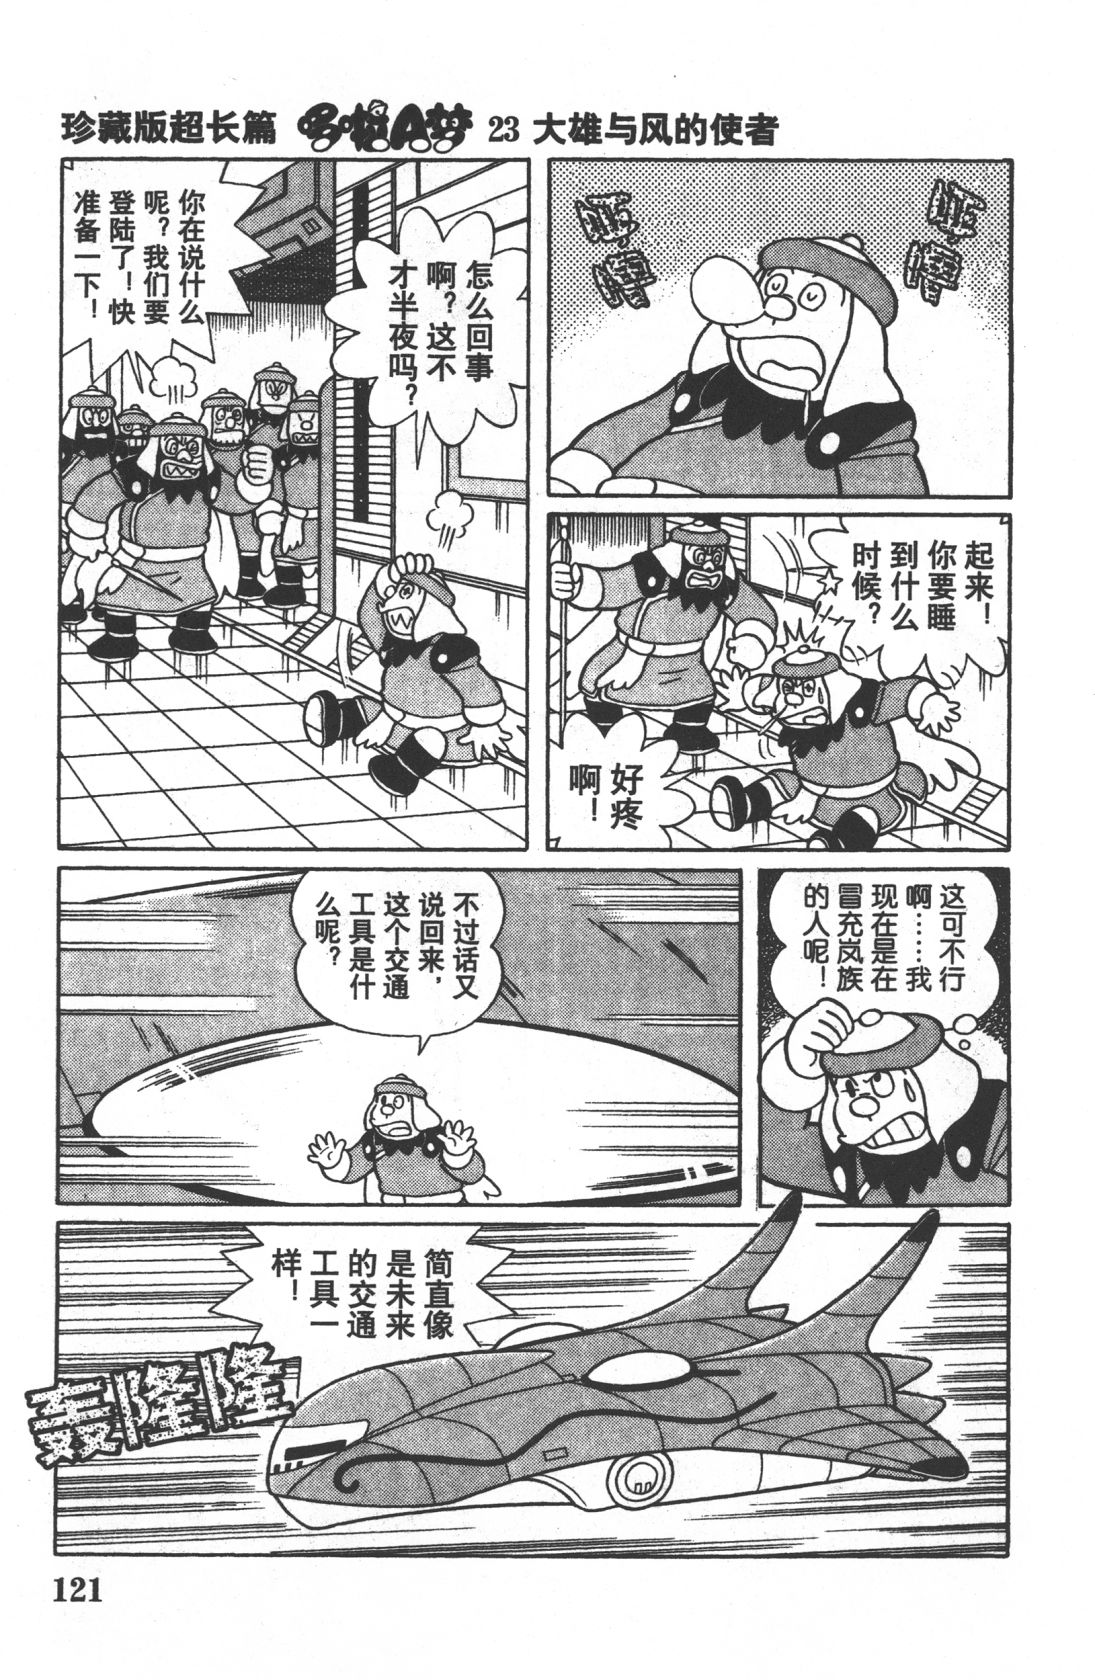 珍藏版超长篇 哆啦A梦 23 大雄与风的使者
呼噜
呼噜
起来！
你要睡
到什么
时候？
好疼
啊！
怎么回事
啊？这不
才半夜吗？
你在说什么
呢？我们要
登陆了！快
准备一下！
这可不行
啊……我
现在是在
冒充岚族
的人呢！
不过话又
说回来，
这个交通
工具是什
么呢？
简直像
是未来
的交通
工具一
样！
轰隆隆
121